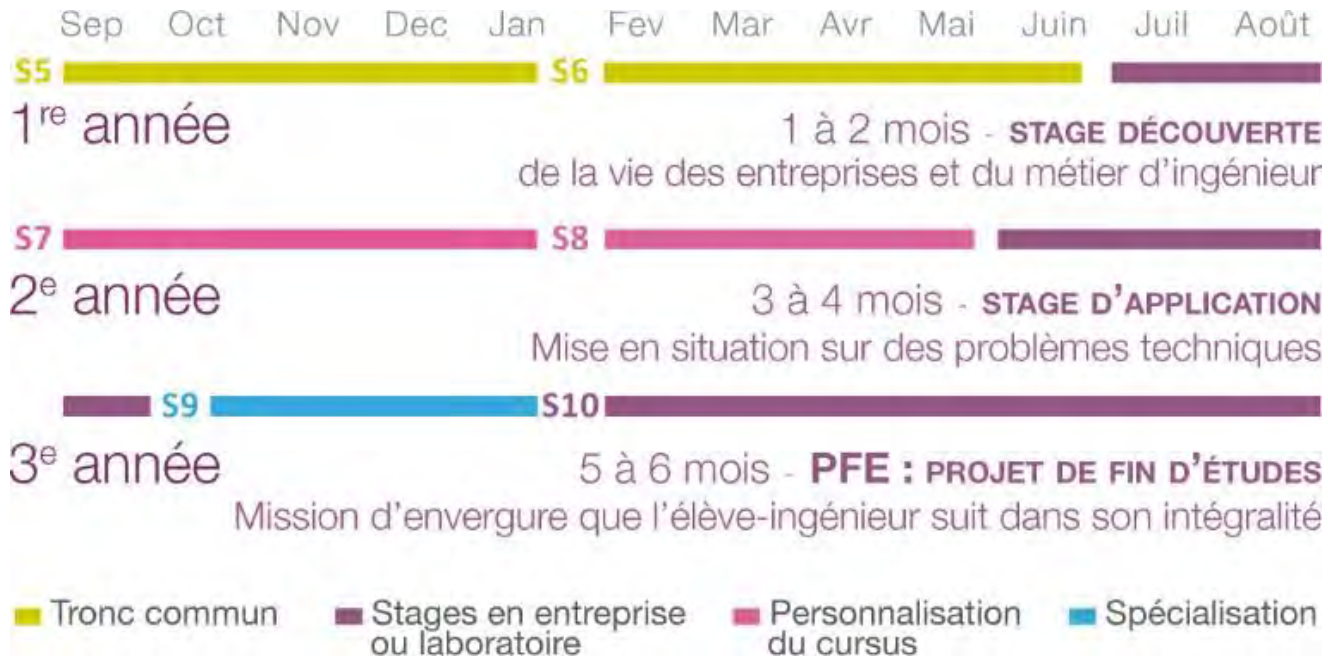 Sep Oct Nov Dec Jan Fev Mar Avr Mai Juin Juil Août
S5 S6
1re année
1 à 2 mois - STAGE DÉCOUVERTE
de la vie des entreprises et du métier d'ingénieur
S7 S8
2e année
3 à 4 mois - STAGE D'APPLICATION
Mise en situation sur des problèmes techniques
S9 S10
3e année
5 à 6 mois - PFE : PROJET DE FIN D'ÉTUDES
Mission d'envergure que l'élève-ingénieur suit dans son intégralité
Tronc commun
Stages en entreprise
ou laboratoire
Personnalisation
du cursus
Spécialisation